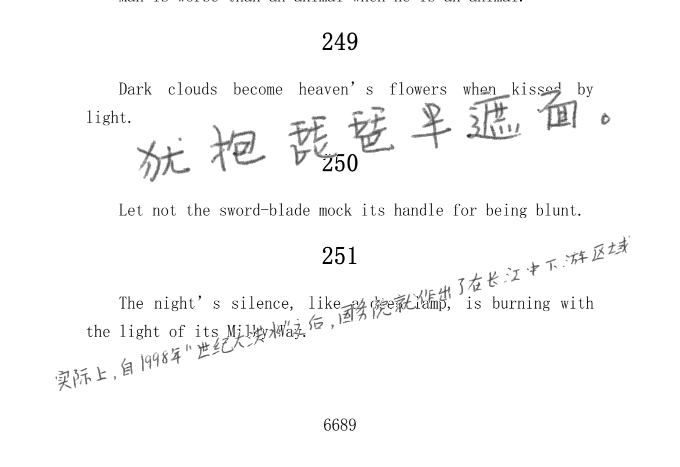 man is worse than an animal when he is an animal.
249
Dark clouds become heaven’s flowers when kissed by
light.
犹抱琵琶半遮面。
250
Let not the sword-blade mock its handle for being blunt.
251
The night’s silence, like a deep lamp, is burning with
the light of its Milky Way.
实际上，自1998年“世纪大洪水”之后，国务院就作出了在长江中下游区域
6689